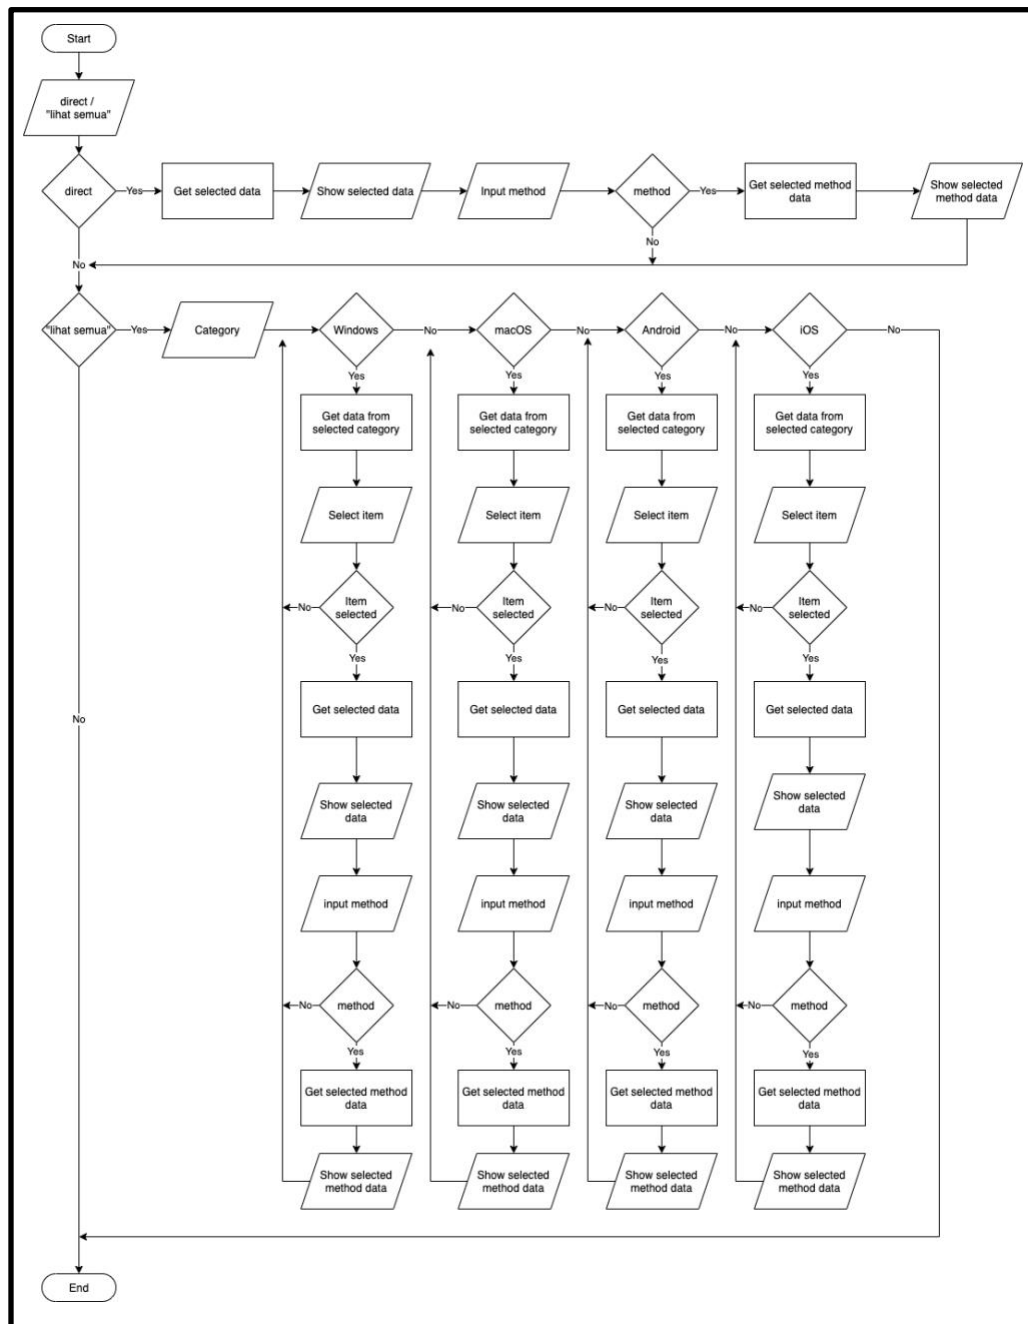 Start
direct /
"lihat semua"
direct
Yes
Get selected data
Show selected data
Input method
method
Yes
Get selected method
data
Show selected
method data
No
No
"lihat semua"
Yes
Category
Windows
No
macOS
No
Android
No
iOS
No
Yes
Yes
Yes
Yes
Get data from
selected category
Get data from
selected category
Get data from
selected category
Get data from
selected category
Select item
Select item
Select item
Select item
Item
selected
Item
selected
Item
selected
Item
selected
No
No
No
No
Yes
Yes
Yes
Yes
Get selected data
Get selected data
Get selected data
Get selected data
No
Show selected
data
Show selected
data
Show selected
data
Show selected
data
input method
input method
input method
input method
No
method
No
method
No
method
No
method
Yes
Yes
Yes
Yes
Get selected method
data
Get selected method
data
Get selected method
data
Get selected method
data
Show selected
method data
Show selected
method data
Show selected
method data
Show selected
method data
End